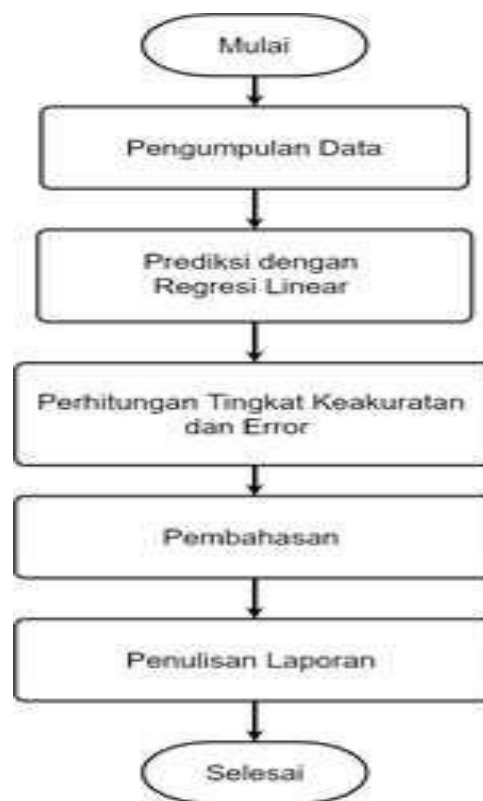 Mulai
Pengumpulan Data
Prediksi dengan
Regresi Linear
Perhitungan Tingkat Keakuratan
dan Error
Pembahasan
Penulisan Laporan
Selesai